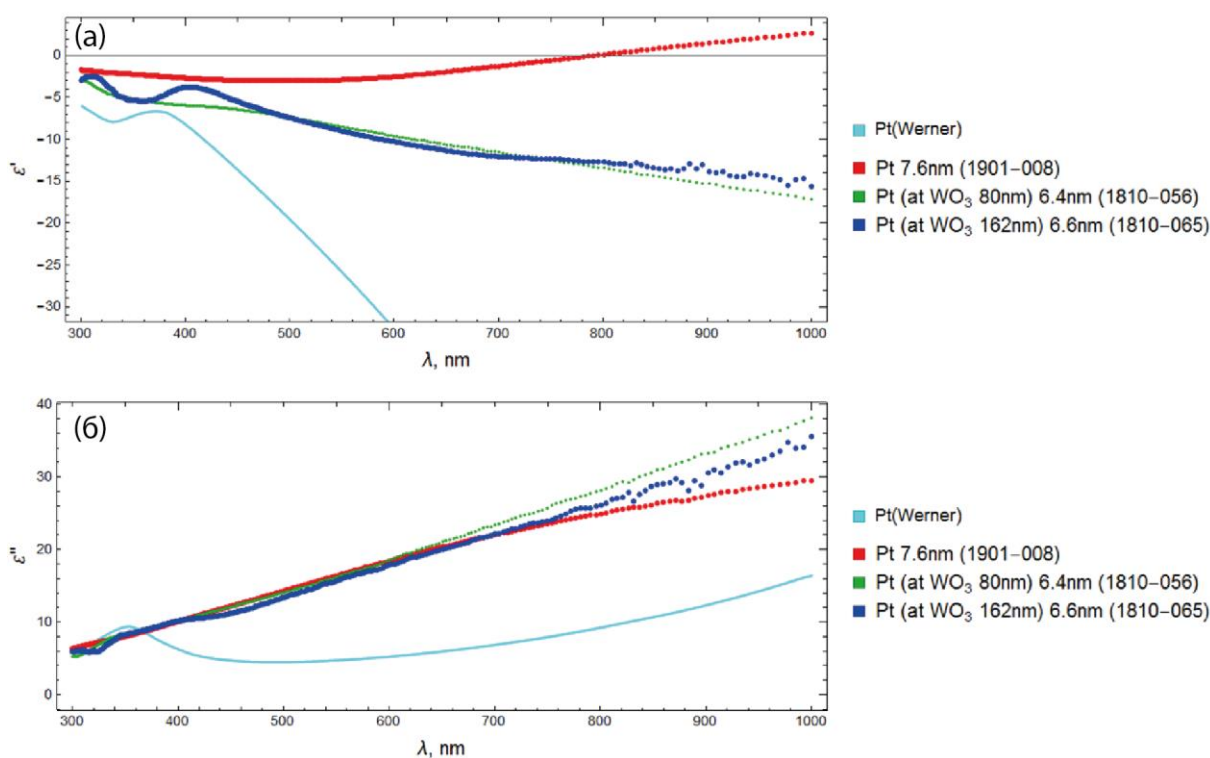 (а)
0
−5
−10
−15
−20
−25
−30
ε'
300 400 500 600 700 800 900 1000
λ, nm
Pt(Werner)
Pt 7.6nm (1901−008)
Pt (at WO₃ 80nm) 6.4nm (1810−056)
Pt (at WO₃ 162nm) 6.6nm (1810−065)
(б)
40
30
20
10
0
ε''
300 400 500 600 700 800 900 1000
λ, nm
Pt(Werner)
Pt 7.6nm (1901−008)
Pt (at WO₃ 80nm) 6.4nm (1810−056)
Pt (at WO₃ 162nm) 6.6nm (1810−065)